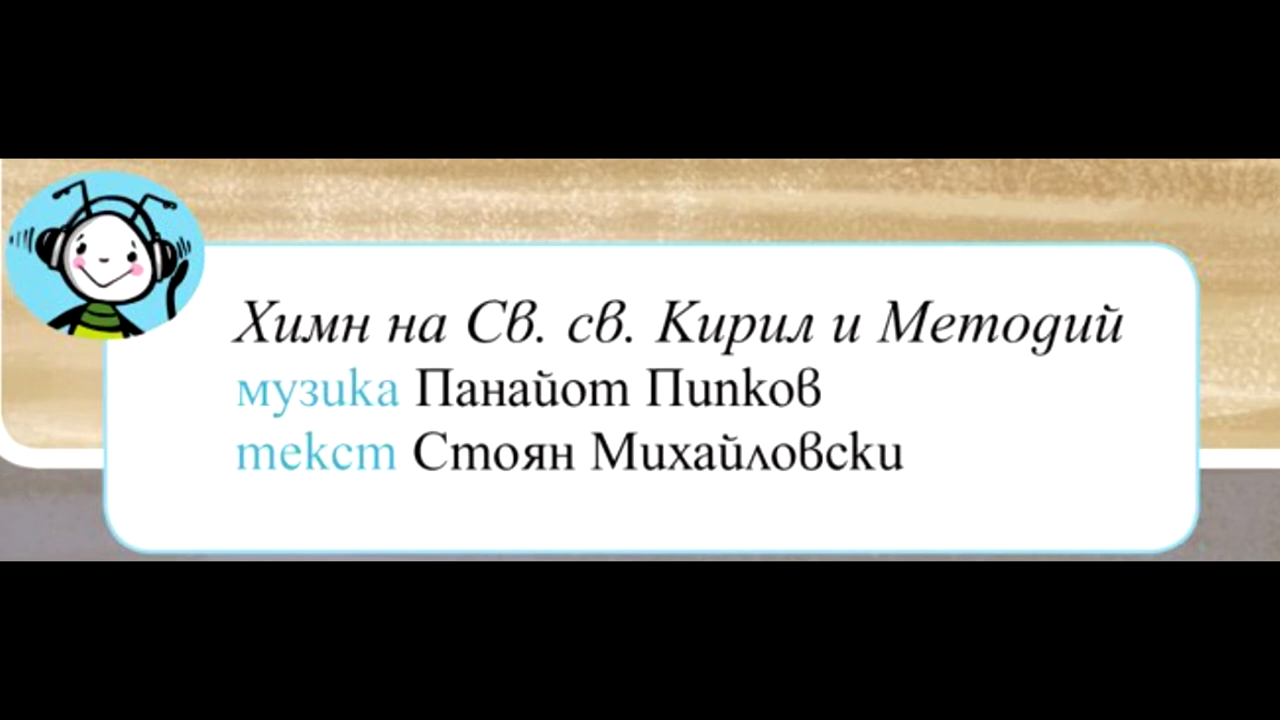 Химн на Св. св. Кирил и Методий
музика Панайот Пипков
текст Стоян Михайловски